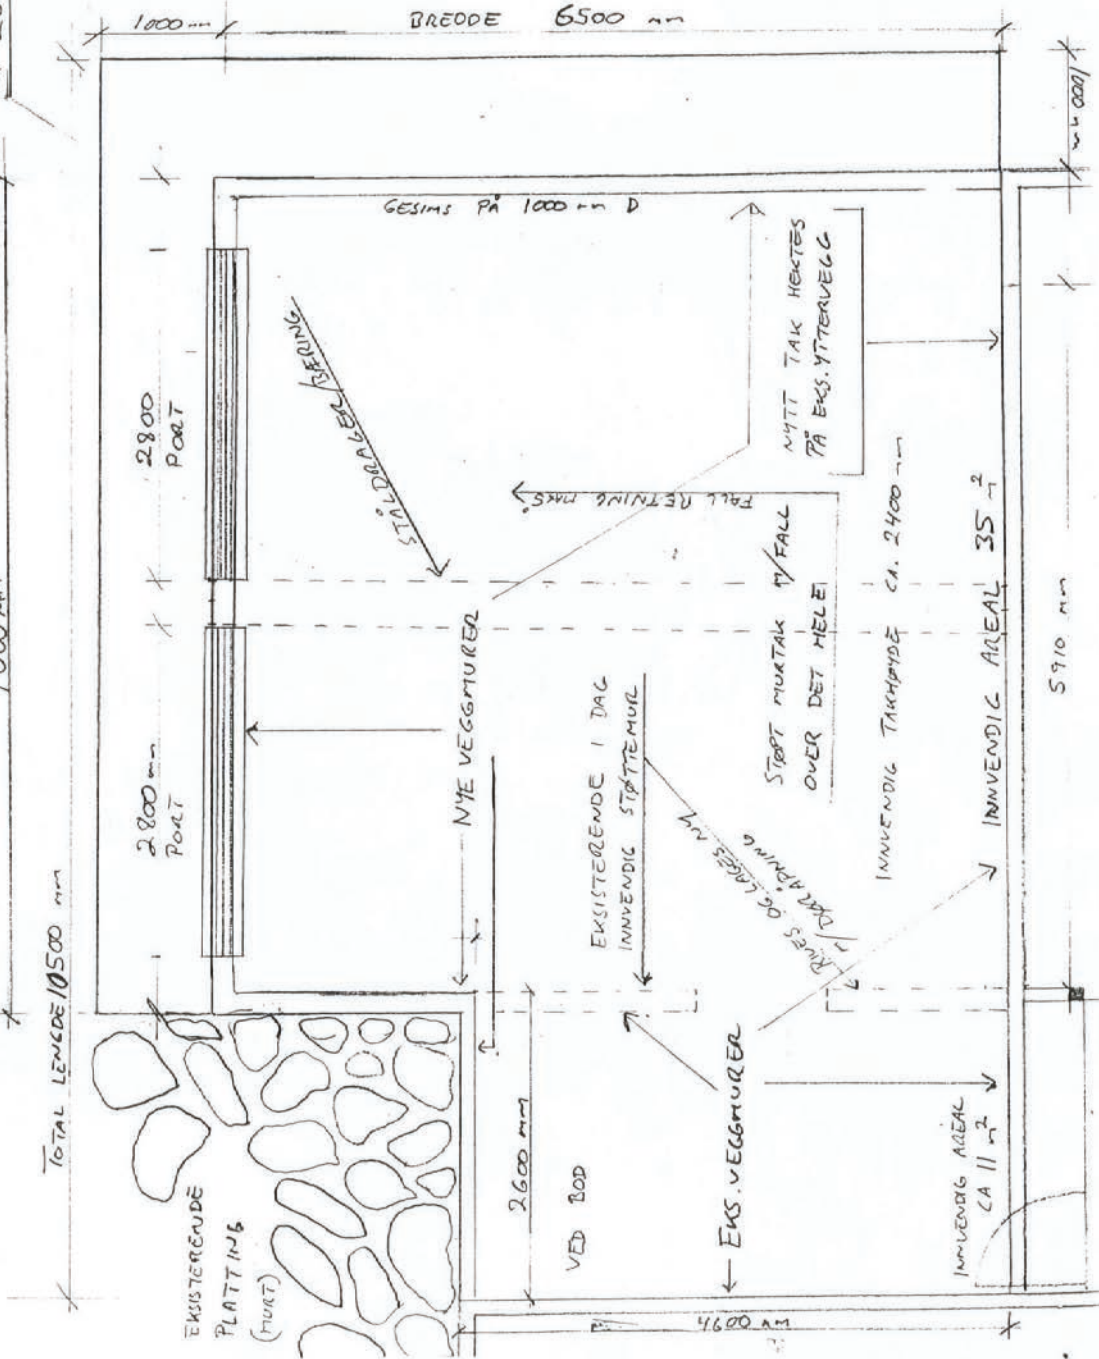 1000 mm
BREDDE 6500 mm
1000 mm
TOTAL LENGDE 10500 mm
2800 mm
PORT
2800
PORT
GESIMS PÅ 1000 mm D
STÅLDRAGER/BÆRING
NYTT TAK HEKTES
PÅ EKS. YTTERVEGG
FALL RETNING MAKS°
NYE VEGGMURER
STØPT MURTAK M/FALL
OVER DET HELE
INNVENDIG TAKHØYDE CA. 2400 mm
INNVENDIG AREAL 35 m²
5910 mm
EKSISTERENDE I DAG
INNVENDIG STØTTEMUR
RIVES OG LAGES NY
M/DØRÅPNING
EKSISTERENDE
PLATTING
(MURT)
2600 mm
VED BOD
EKS. VEGGMURER
INNVENDIG AREAL
CA 11 m²
4600 mm